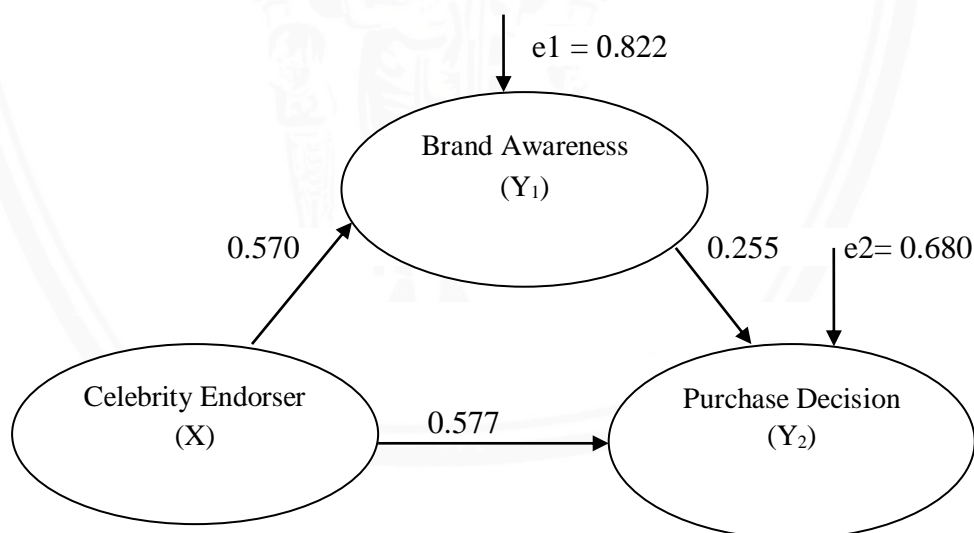 e1 = 0.822
Brand Awareness
(Y₁)
0.570
0.255
e2= 0.680
Celebrity Endorser
(X)
0.577
Purchase Decision
(Y₂)